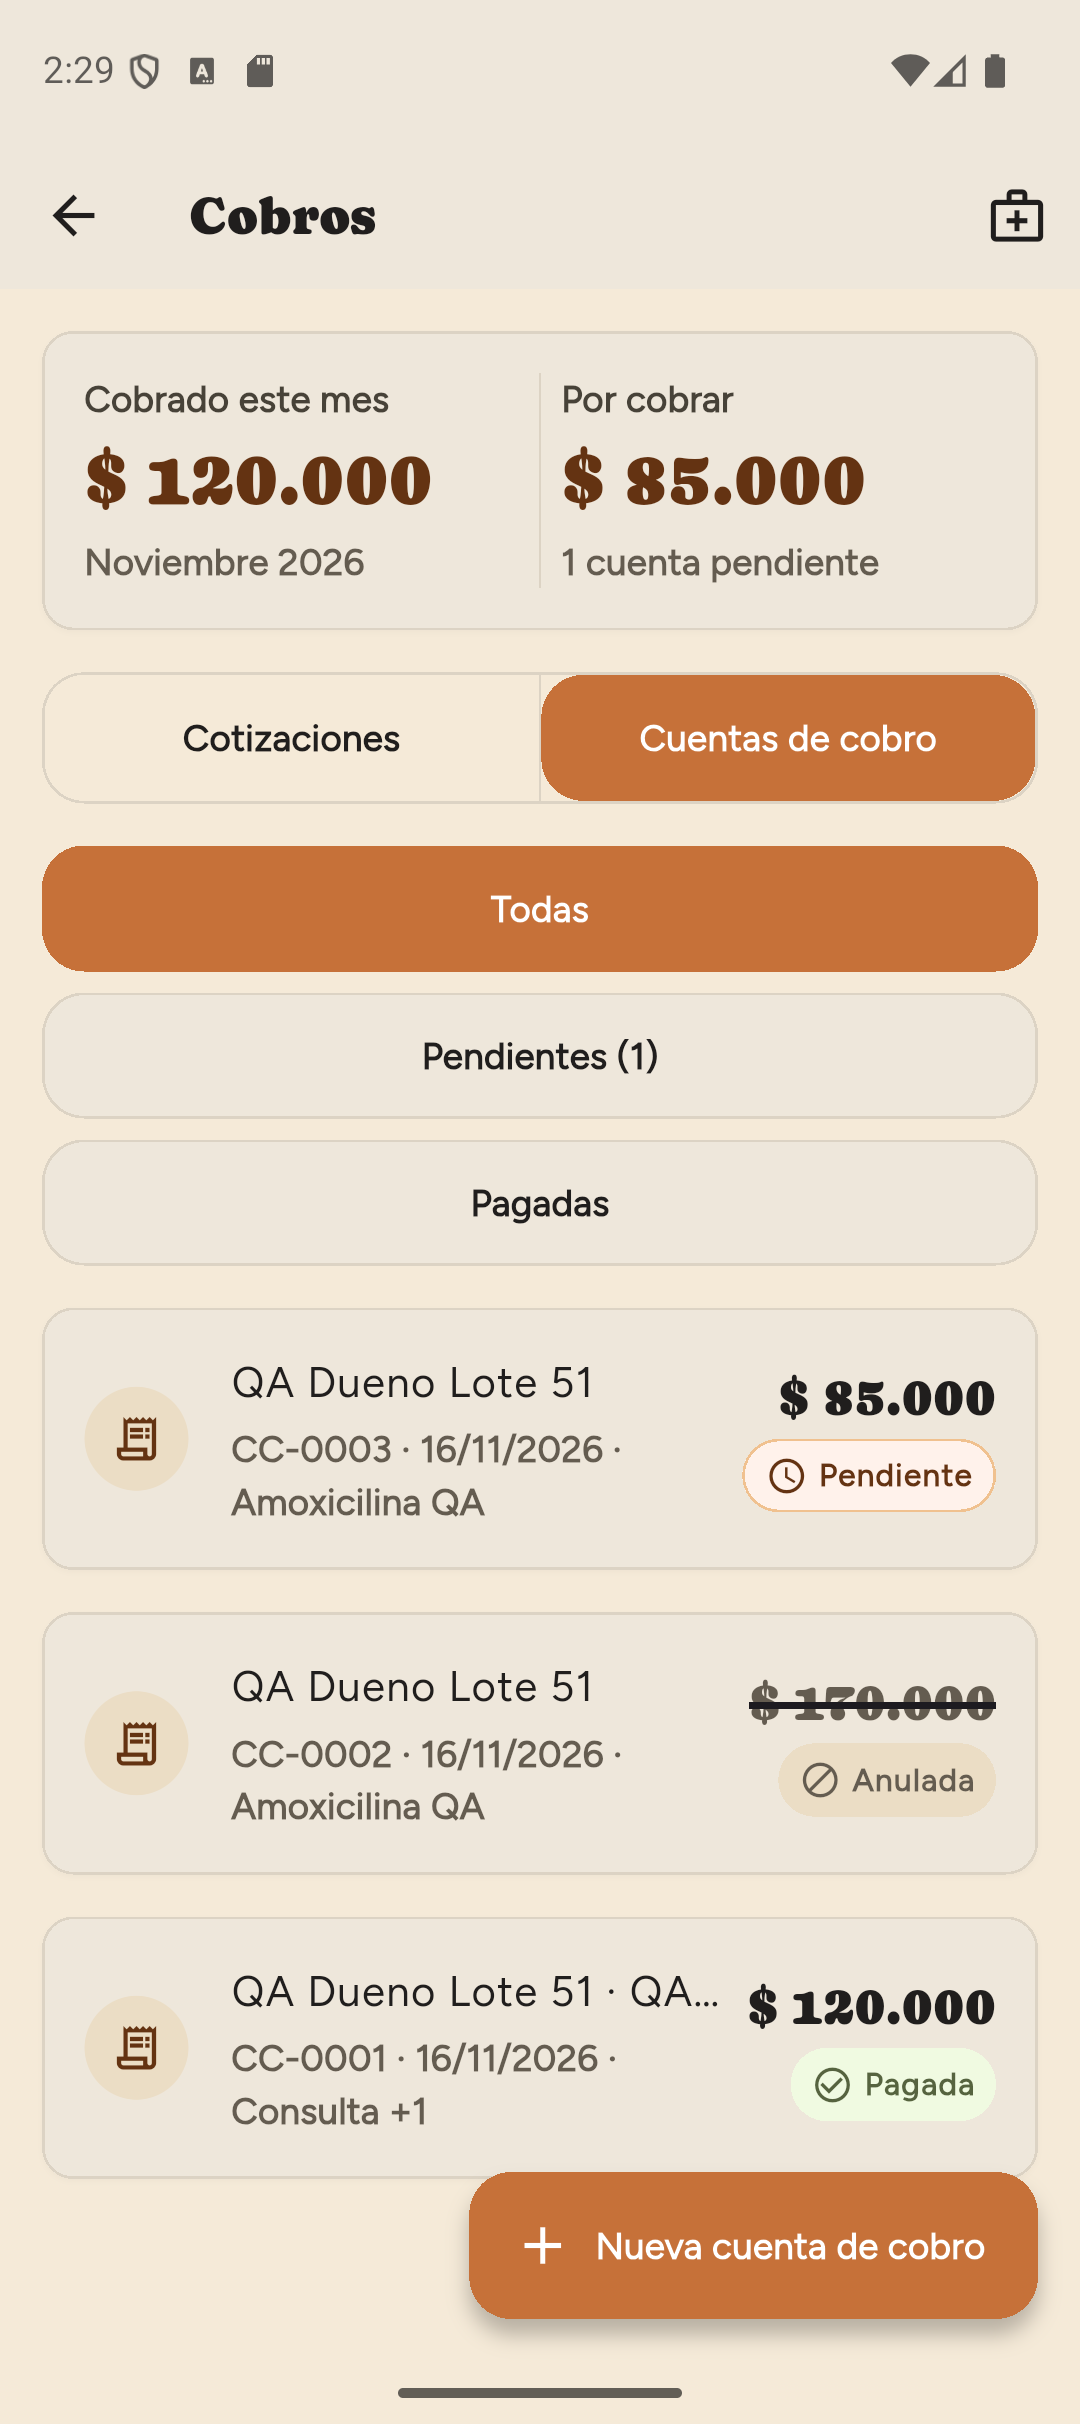 2:29
Cobros
Cobrado este mes
$ 120.000
Noviembre 2026
Por cobrar
$ 85.000
1 cuenta pendiente
Cotizaciones
Cuentas de cobro
Todas
Pendientes (1)
Pagadas
QA Dueno Lote 51
CC-0003 · 16/11/2026 ·
Amoxicilina QA
$ 85.000
Pendiente
QA Dueno Lote 51
CC-0002 · 16/11/2026 ·
Amoxicilina QA
$ 170.000
Anulada
QA Dueno Lote 51 · QA...
CC-0001 · 16/11/2026 ·
Consulta +1
$ 120.000
Pagada
Nueva cuenta de cobro